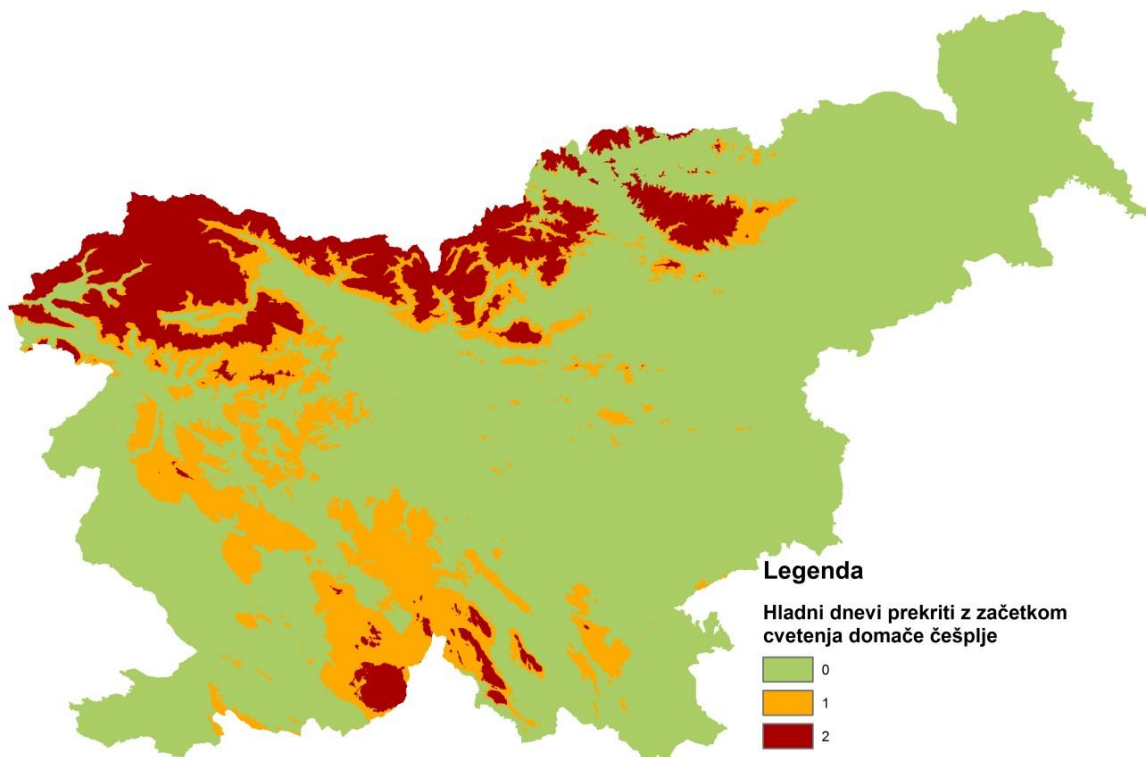 Legenda
Hladni dnevi prekriti z začetkom
cvetenja domače češplje
0
1
2